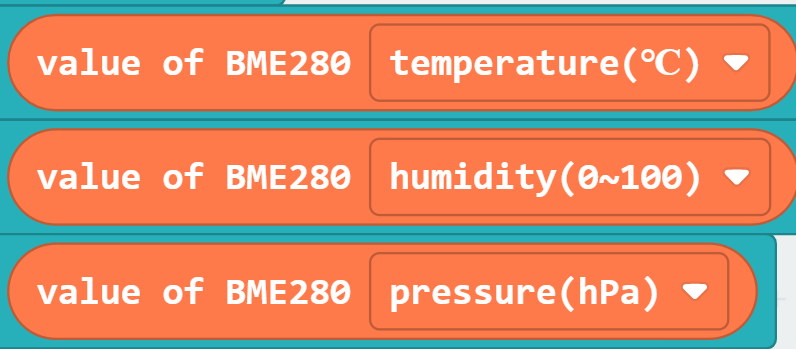 value of BME280 temperature(℃)
value of BME280 humidity(0~100)
value of BME280 pressure(hPa)